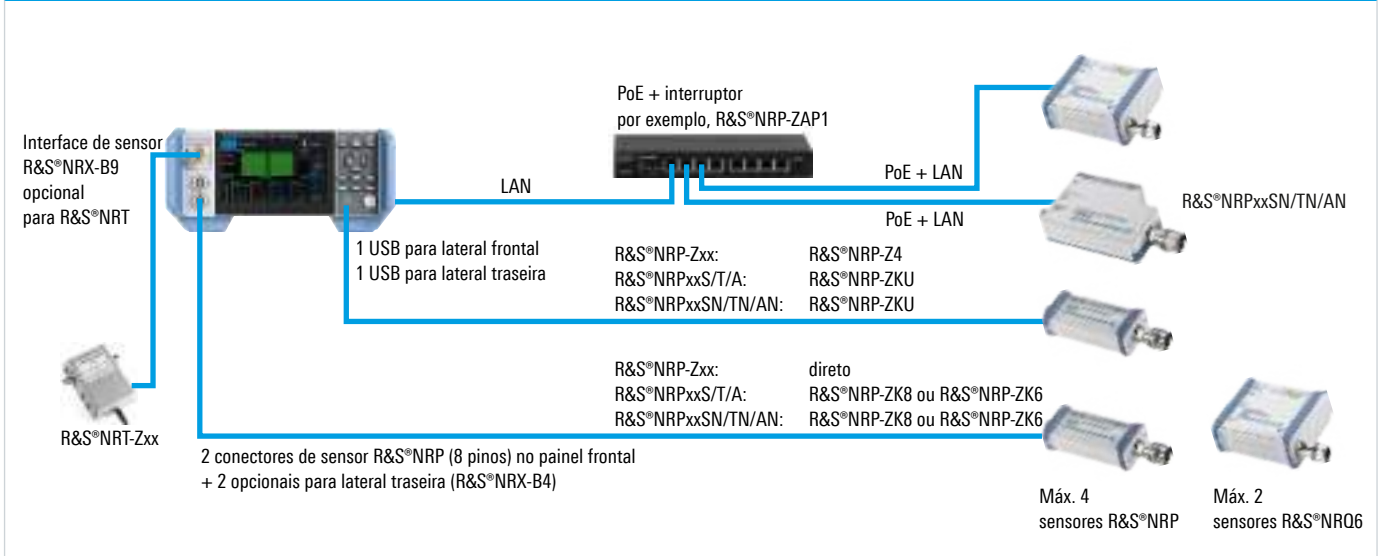 Interface de sensor
R&S®NRX-B9
opcional
para R&S®NRT
LAN
PoE + interruptor
por exemplo, R&S®NRP-ZAP1
PoE + LAN
PoE + LAN
R&S®NRPxxSN/TN/AN
1 USB para lateral frontal
1 USB para lateral traseira
R&S®NRP-Zxx: R&S®NRP-Z4
R&S®NRPxxS/T/A: R&S®NRP-ZKU
R&S®NRPxxSN/TN/AN: R&S®NRP-ZKU
R&S®NRP-Zxx: direto
R&S®NRPxxS/T/A: R&S®NRP-ZK8 ou R&S®NRP-ZK6
R&S®NRPxxSN/TN/AN: R&S®NRP-ZK8 ou R&S®NRP-ZK6
R&S®NRT-Zxx
2 conectores de sensor R&S®NRP (8 pinos) no painel frontal
+ 2 opcionais para lateral traseira (R&S®NRX-B4)
Máx. 4
sensores R&S®NRP
Máx. 2
sensores R&S®NRQ6